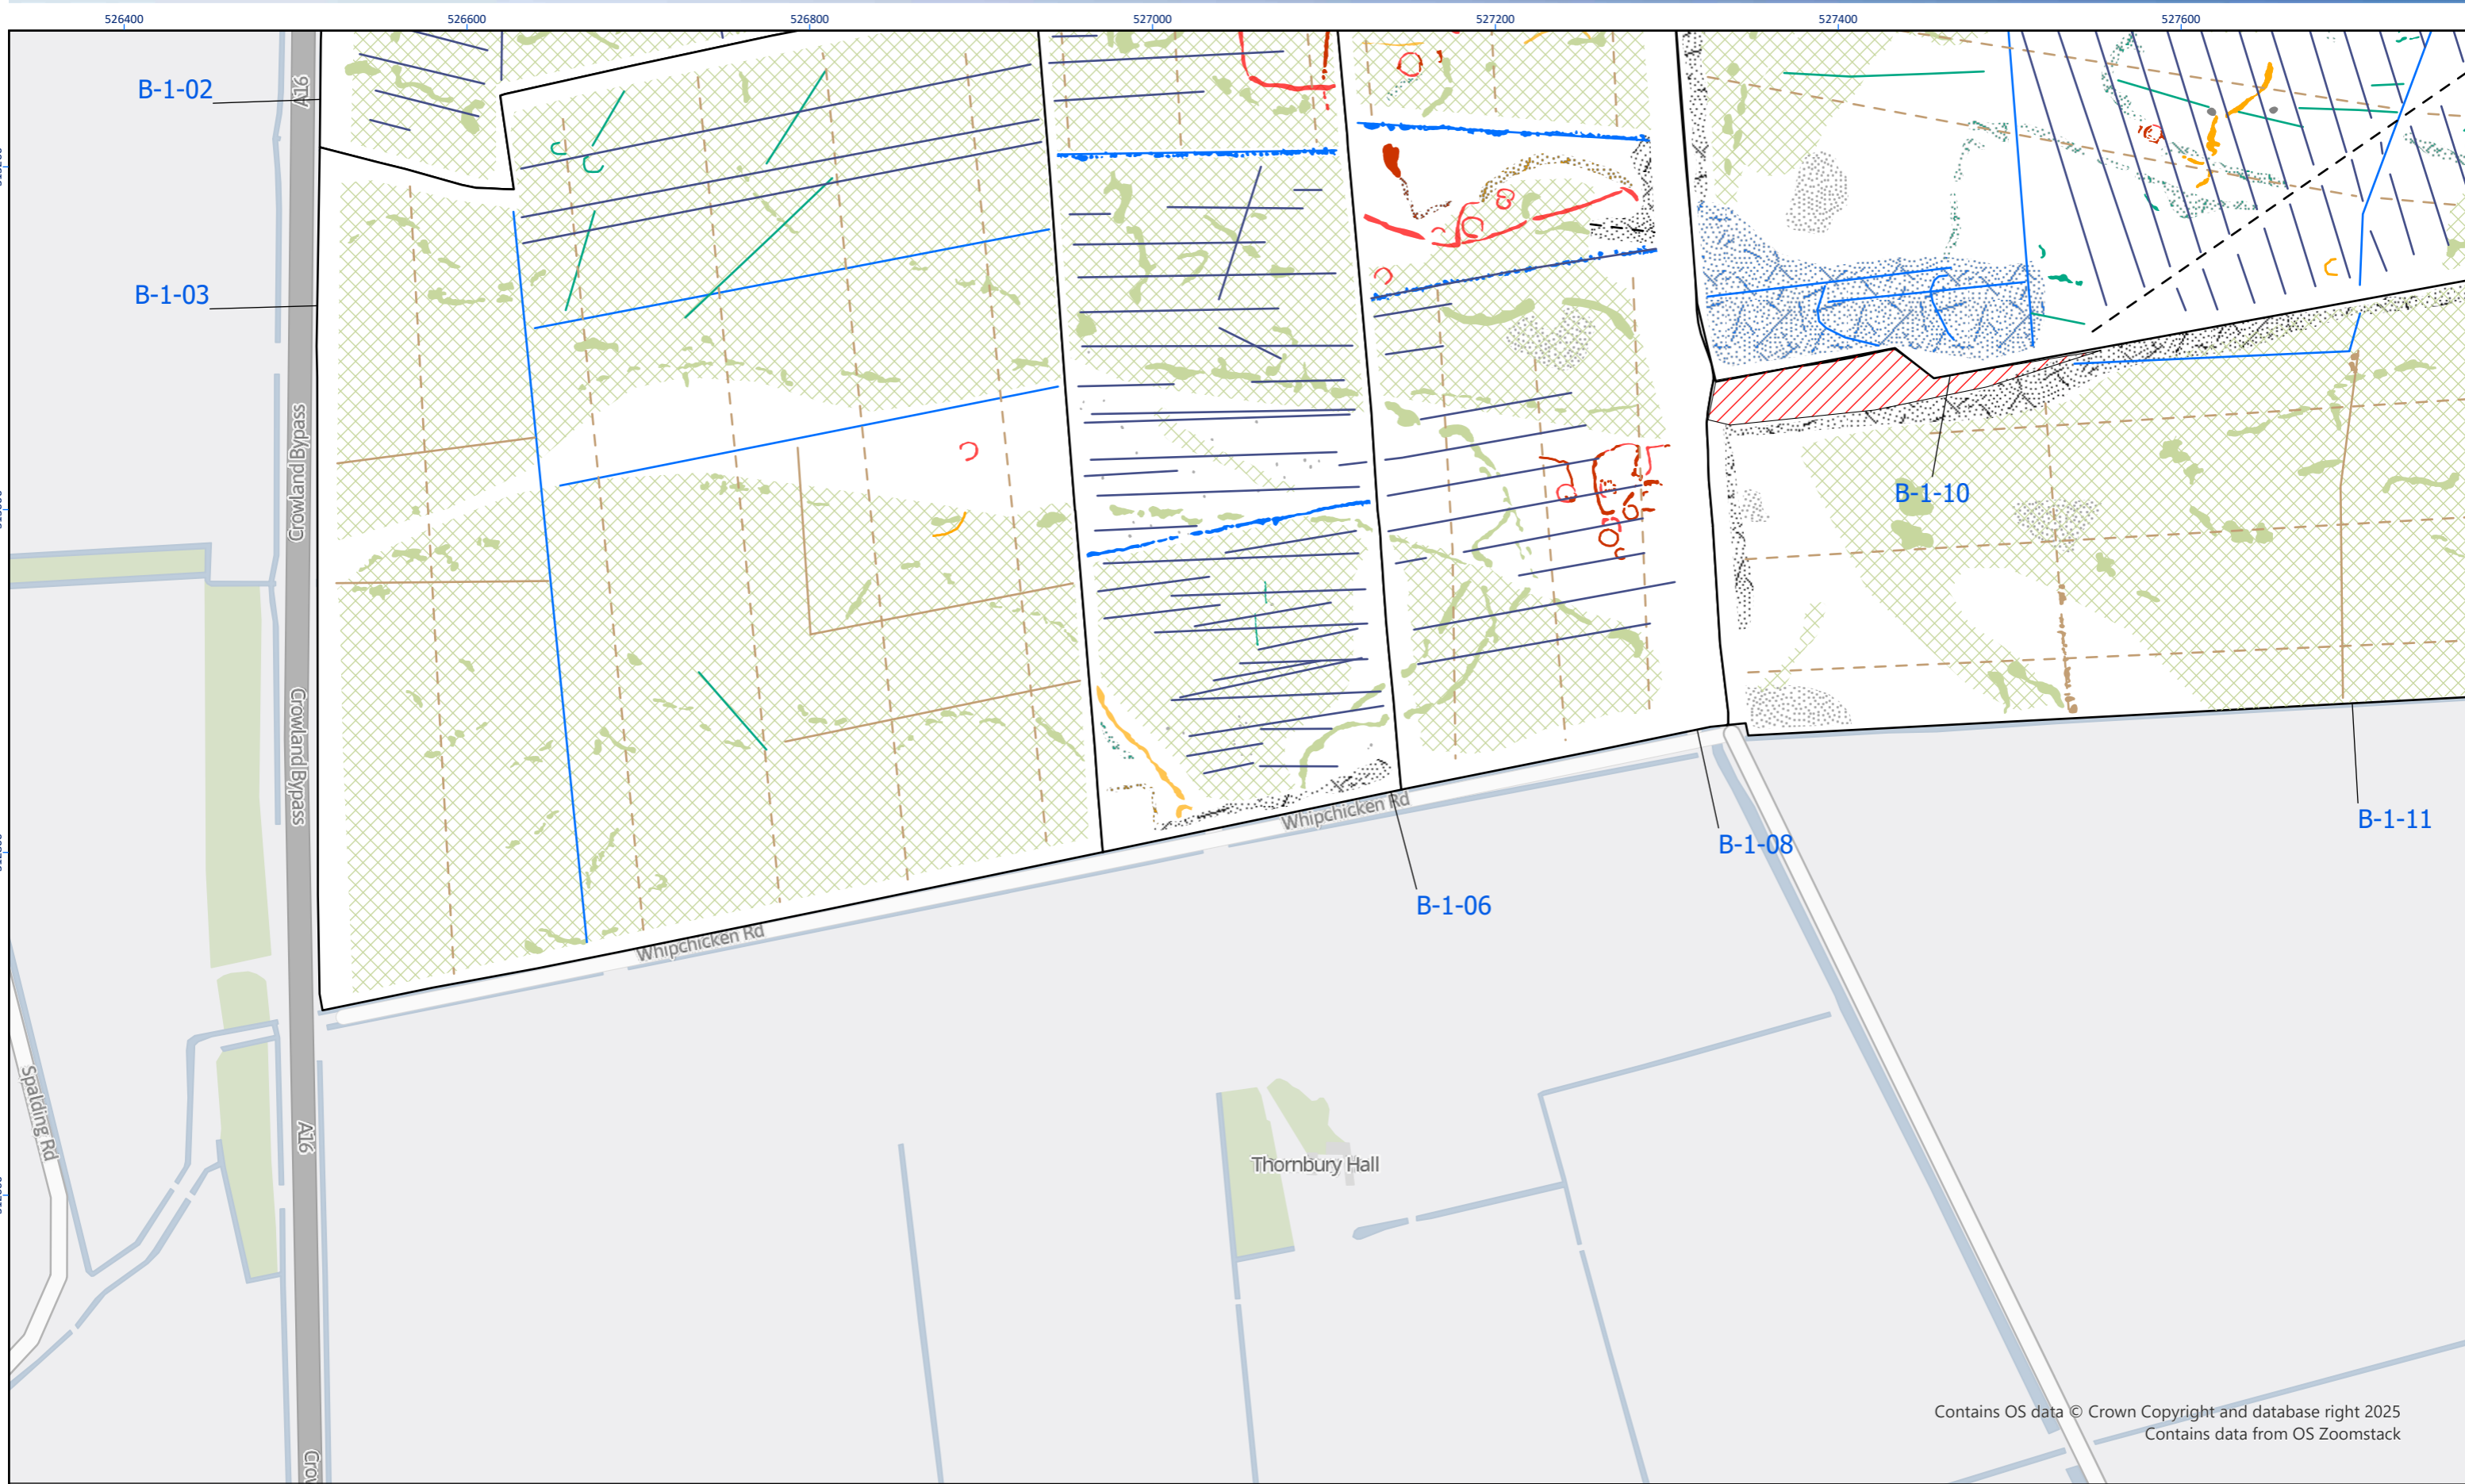 526400
526600
526800
527000
527200
527400
527600
B-1-02
A16
B-1-03
Crowland Bypass
B-1-10
Crowland Bypass
Whipchicken Rd
B-1-11
B-1-08
B-1-06
Whipchicken Rd
Spalding Rd
A16
Thornbury Hall
Contains OS data © Crown Copyright and database right 2025
Contains data from OS Zoomstack